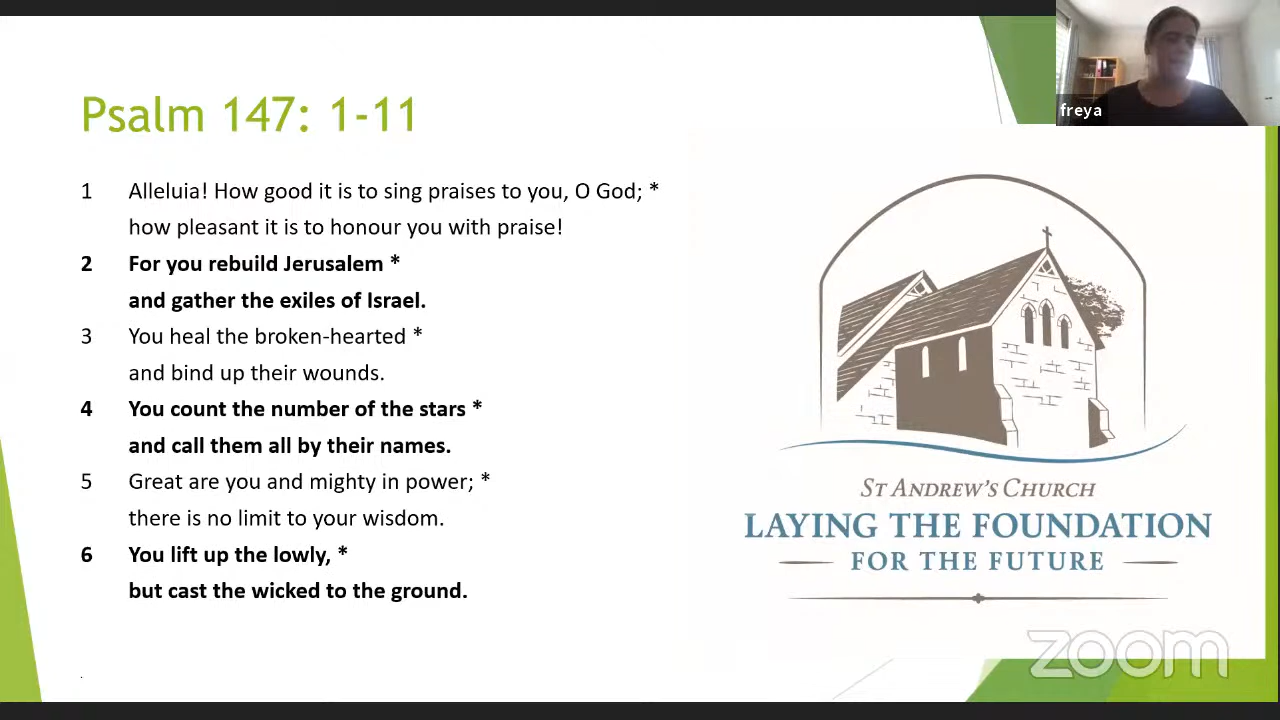 Psalm 147: 1-11
freya
1 Alleluia! How good it is to sing praises to you, O God; *
how pleasant it is to honour you with praise!
2 For you rebuild Jerusalem *
and gather the exiles of Israel.
3 You heal the broken-hearted *
and bind up their wounds.
4 You count the number of the stars *
and call them all by their names.
5 Great are you and mighty in power; *
there is no limit to your wisdom.
6 You lift up the lowly, *
but cast the wicked to the ground.
.
ST ANDREW'S CHURCH
LAYING THE FOUNDATION
FOR THE FUTURE
zoom